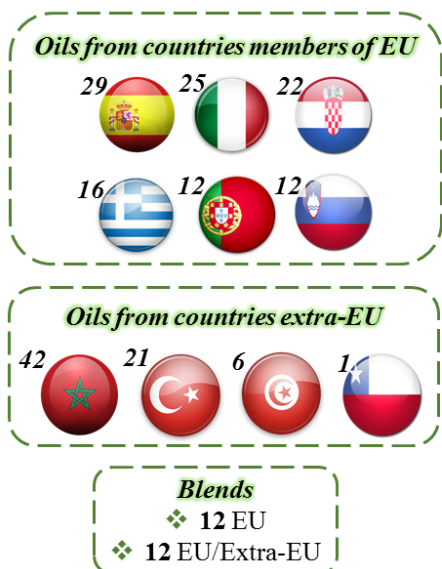 Oils from countries members of EU
29 25 22
16 12 12
Oils from countries extra-EU
42 21 6 1
Blends
❖ 12 EU
❖ 12 EU/Extra-EU